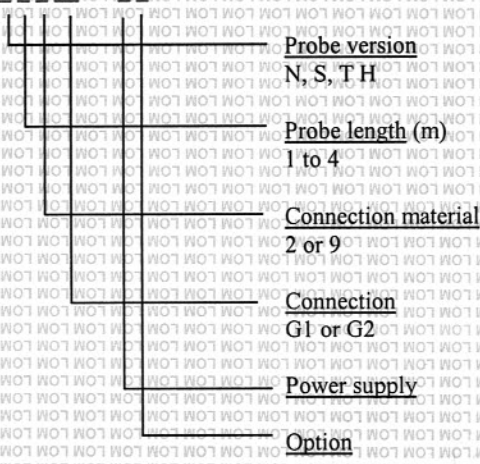 Probe version
N, S, T H
Probe length (m)
1 to 4
Connection material
2 or 9
Connection
G1 or G2
Power supply
Option